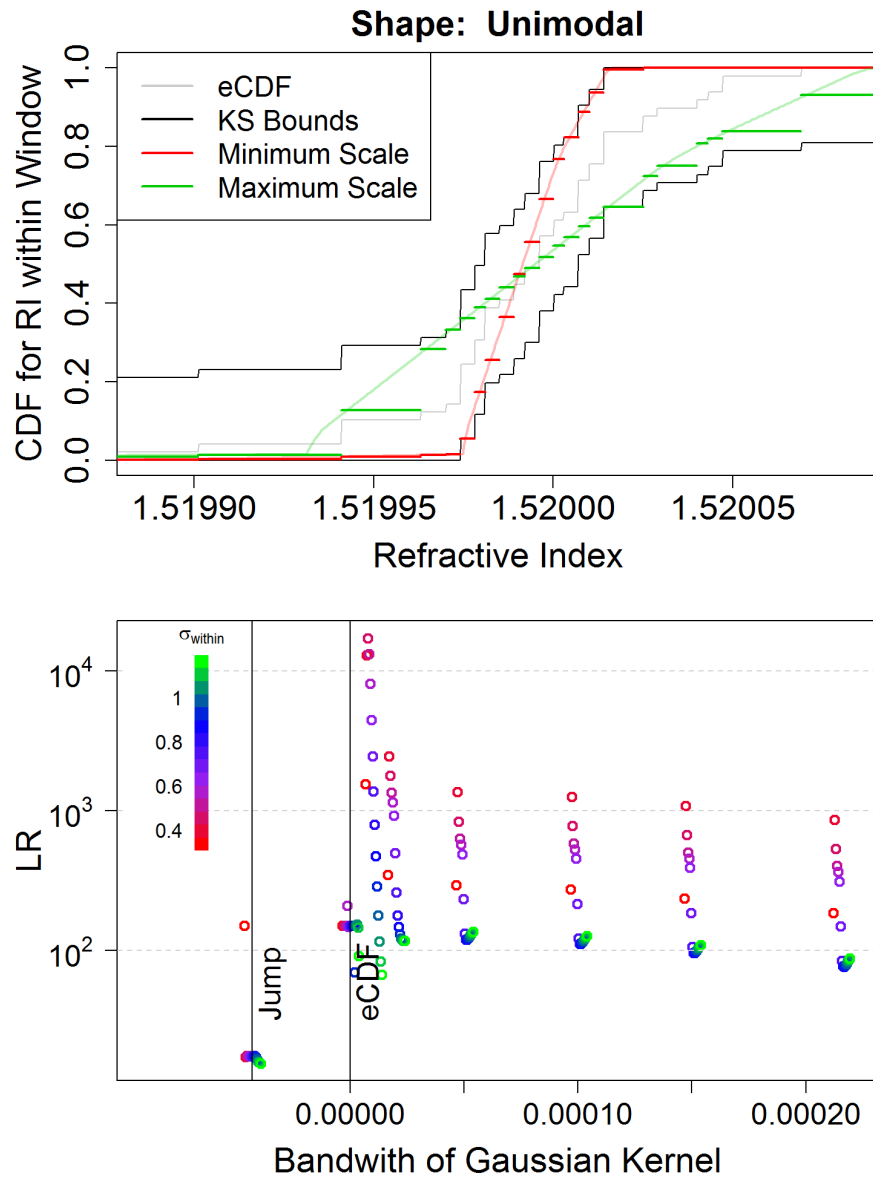 Shape: Unimodal
CDF for RI within Window
1.0
0.8
0.6
0.4
0.2
0.0
eCDF
KS Bounds
Minimum Scale
Maximum Scale
1.51990
1.51995
1.52000
1.52005
Refractive Index
LR
10^4
10^3
10^2
σwithin
1
0.8
0.6
0.4
Jump
eCDF
0.00000
0.00010
0.00020
Bandwith of Gaussian Kernel